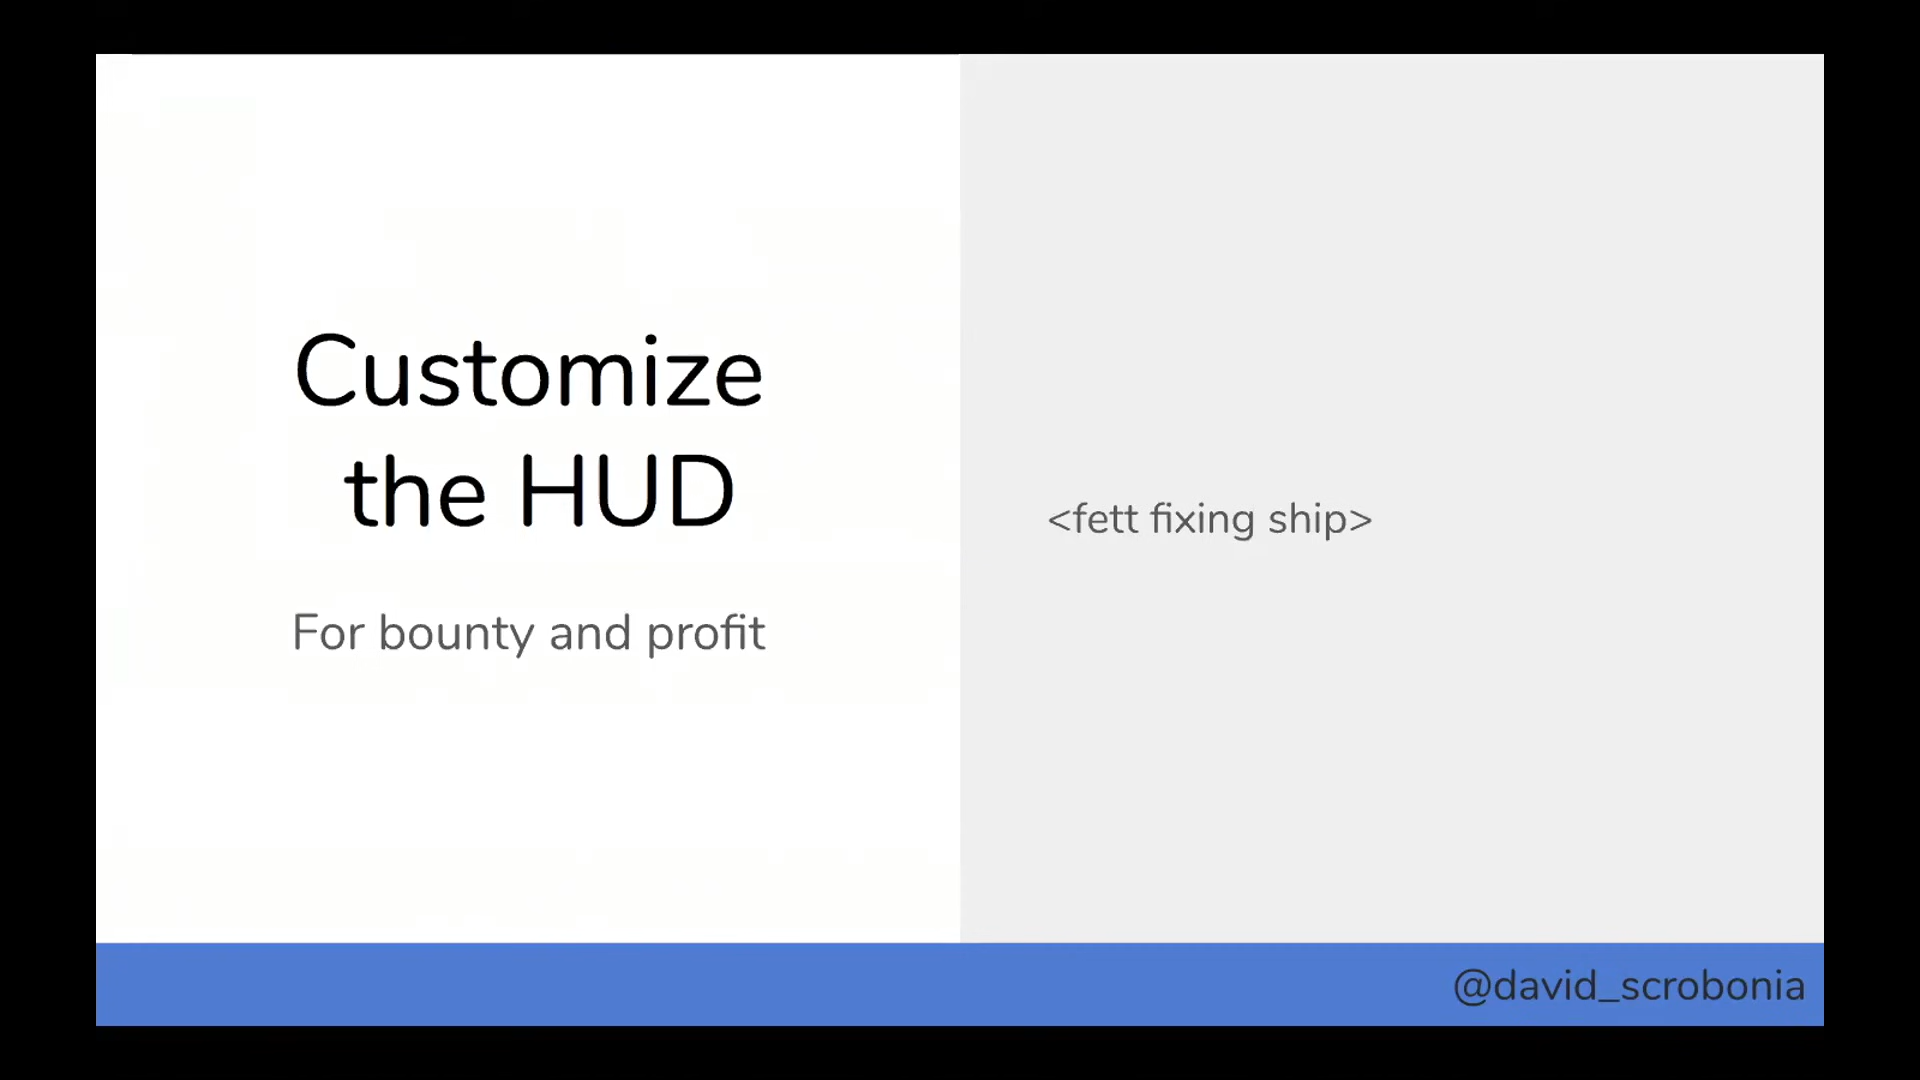 Customize
the HUD
For bounty and profit
<fett fixing ship>
@david_scrobonia